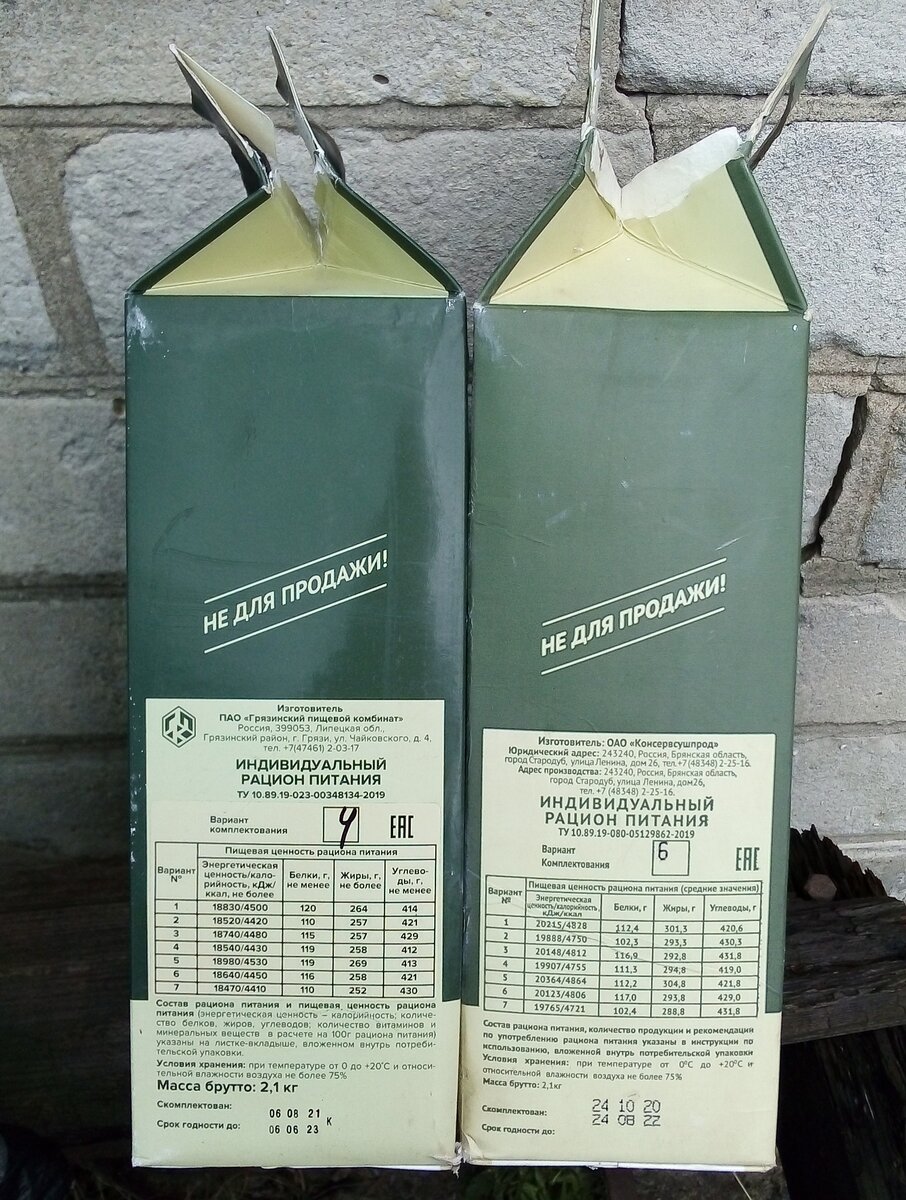 НЕ ДЛЯ ПРОДАЖИ!
Изготовитель
ПАО «Грязинский пищевой комбинат»
Россия, 399053, Липецкая обл.,
Грязинский район, г. Грязи, ул. Чайковского, д. 4,
тел. +7(47461) 2-03-17
ИНДИВИДУАЛЬНЫЙ
РАЦИОН ПИТАНИЯ
ТУ 10.89.19-023-00348134-2019
Вариант
комплектования
4
ЕАС
Вариант №
Пищевая ценность рациона питания
Энергетическая ценность/кало-рийность, кДж/ккал, не более
Белки, г, не менее
Жиры, г, не более
Углево-ды, г, не менее
1 18830/4500 120 264 414
2 18520/4420 110 257 421
3 18740/4480 115 257 429
4 18540/4430 119 258 412
5 18980/4530 119 269 413
6 18640/4450 116 258 421
7 18470/4410 110 252 430
Состав рациона питания и пищевая ценность рациона
питания (энергетическая ценность – калорийность; количе-
ство белков, жиров, углеводов; количество витаминов и
минеральных веществ в расчете на 100г рациона питания)
указаны на листке-вкладыше, вложенном внутрь потреби-
тельской упаковки.
Условия хранения: при температуре от 0 до +20˚С и относи-
тельной влажности воздуха не более 75%
Масса брутто: 2,1 кг
Скомплектован: 06 08 21
К
Срок годности до: 06 06 23
НЕ ДЛЯ ПРОДАЖИ!
Изготовитель: ОАО «Консервсушпрод»
Юридический адрес: 243240, Россия, Брянская область,
город Стародуб, улица Ленина, дом 26, тел.+7 (48348) 2-25-16.
Адрес производства: 243240, Россия, Брянская область,
город Стародуб, улица Ленина, дом26,
тел. +7 (48348) 2-25-16.
ИНДИВИДУАЛЬНЫЙ
РАЦИОН ПИТАНИЯ
ТУ 10.89.19-080-05129862-2019
Вариант
Комплектования
6
ЕАС
Вариант №
Пищевая ценность рациона питания (средние значения)
Энергетическая ценность/калорийность, кДж/ккал
Белки, г
Жиры, г
Углеводы, г
1 20215/4828 112,4 301,3 420,6
2 19888/4750 102,3 293,3 430,3
3 20148/4812 116,9 292,8 431,8
4 19907/4755 111,3 294,8 419,0
5 20364/4864 112,2 304,8 421,8
6 20123/4806 117,0 293,8 429,0
7 19765/4721 102,4 288,8 431,8
Состав рациона питания, количество продукции и рекомендации
по употреблению рациона питания указаны в инструкции по
использованию, вложенной внутрь потребительской упаковки
Условия хранения: при температуре от 0°С до +20°С и
относительной влажности воздуха не более 75%
Масса брутто: 2,1кг
Скомплектован: 24 10 20
Срок годности до: 24 08 22